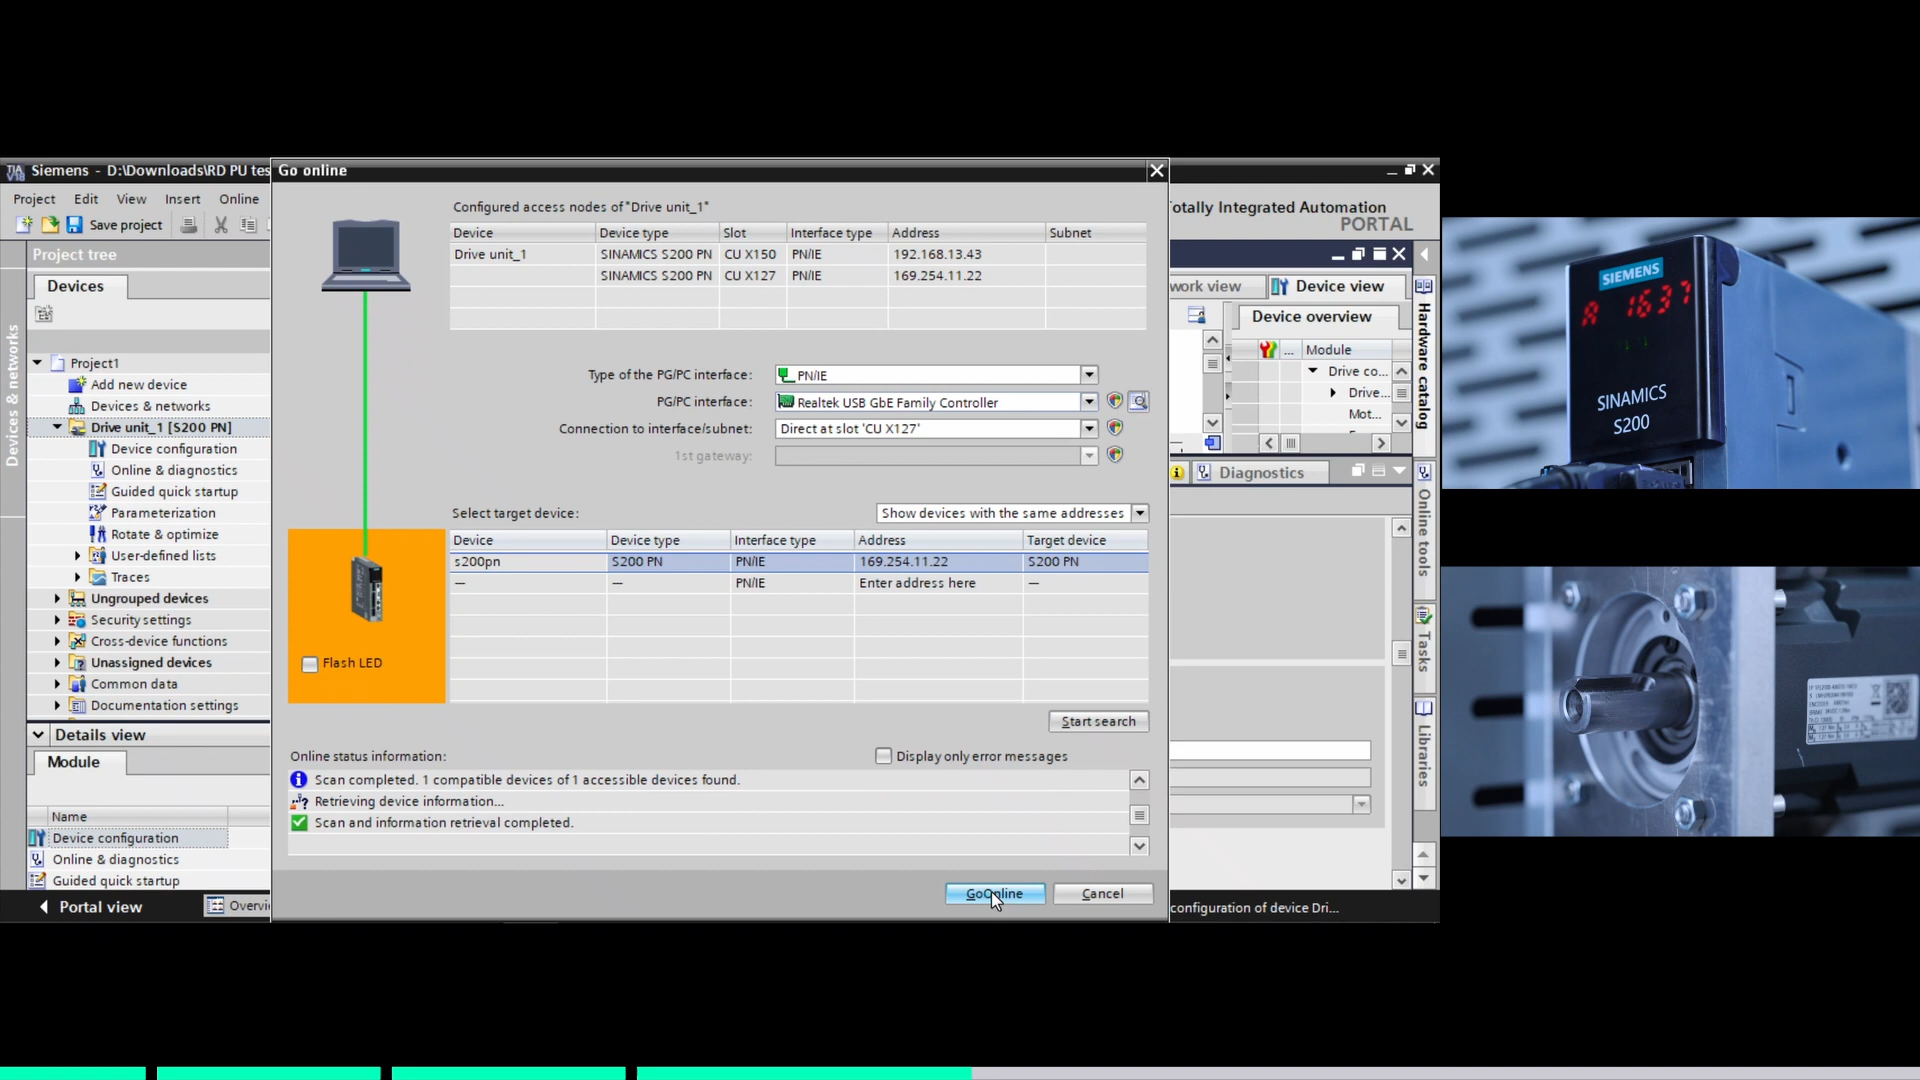 Siemens - D:\Downloads\RD PU tes
Project Edit View Insert Online
Save project
Totally Integrated Automation
PORTAL
Project tree
Devices
Devices & networks
Project1
Add new device
Devices & networks
Drive unit_1 [S200 PN]
Device configuration
Online & diagnostics
Guided quick startup
Parameterization
Rotate & optimize
User-defined lists
Traces
Ungrouped devices
Security settings
Cross-device functions
Unassigned devices
Common data
Documentation settings
Details view
Module
Name
Device configuration
Online & diagnostics
Guided quick startup
Portal view
Overvi
Go online
Configured access nodes of "Drive unit_1"
Device Device type Slot Interface type Address Subnet
Drive unit_1 SINAMICS S200 PN CU X150 PN/IE 192.168.13.43
SINAMICS S200 PN CU X127 PN/IE 169.254.11.22
Type of the PG/PC interface: PN/IE
PG/PC interface: Realtek USB GbE Family Controller
Connection to interface/subnet: Direct at slot 'CU X127'
1st gateway:
Select target device: Show devices with the same addresses
Device Device type Interface type Address Target device
s200pn S200 PN PN/IE 169.254.11.22 S200 PN
— — PN/IE Enter address here —
Flash LED
Start search
Online status information: Display only error messages
Scan completed. 1 compatible devices of 1 accessible devices found.
Retrieving device information...
Scan and information retrieval completed.
GoOnline Cancel
work view Device view
Device overview
... Module
Drive co...
Drive...
Mot...
Diagnostics
configuration of device Dri...
Hardware catalog
Online tools
Tasks
Libraries
SIEMENS
A 1637
SINAMICS
S200